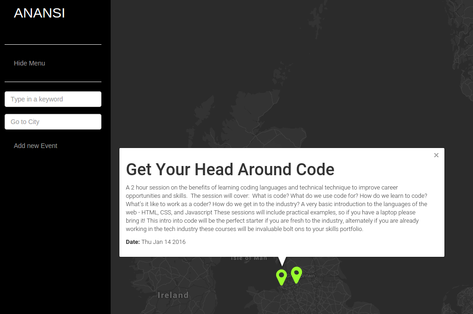 ANANSI
Hide Menu
Type in a keyword
Go to City
Add new Event
×
Get Your Head Around Code
A 2 hour session on the benefits of learning coding languages and technical technique to improve career
opportunities and skills.  The session will cover:  What is code? What do we use code for? How do we learn to code?
What's it like to work as a coder? How do we get in to the industry? A very basic introduction to the languages of the
web - HTML, CSS, and Javascript These sessions will include practical examples, so if you have a laptop please
bring it! This intro into code will be the perfect starter if you are fresh to the industry, alternately if you are already
working in the tech industry these courses will be invaluable bolt ons to your skills portfolio.
Date: Thu Jan 14 2016
Isle of Man
Ireland